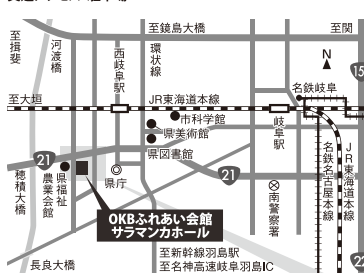 至鏡島大橋
至関
至揖斐
河渡橋
西岐阜駅
環状線
N
名鉄岐阜
15
至大垣
JR東海道本線
市科学館
県美術館
県図書館
岐阜駅
名鉄名古屋本線
JR東海道本線
21
穂積大橋
県福祉
農業会館
県庁
21
南警察署
OKBふれあい会館
サラマンカホール
長良大橋
至新幹線羽島駅
至名神高速岐阜羽島IC